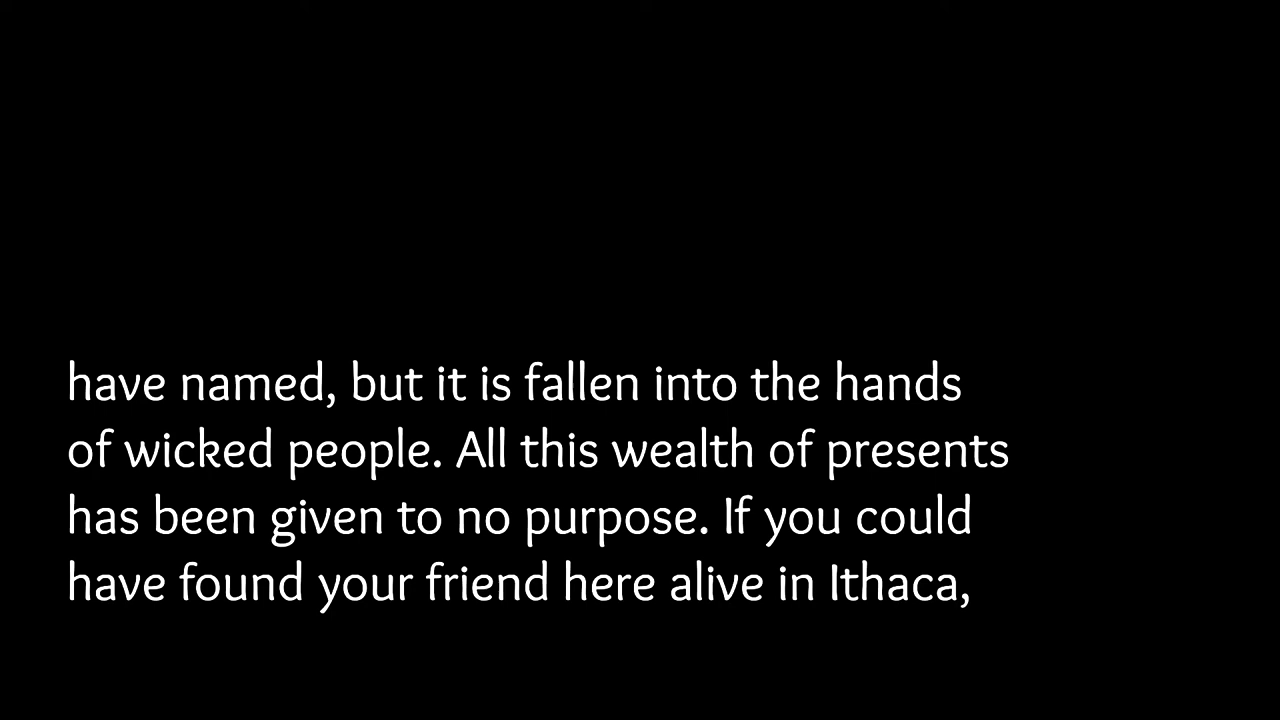 have named, but it is fallen into the hands
of wicked people. All this wealth of presents
has been given to no purpose. If you could
have found your friend here alive in Ithaca,